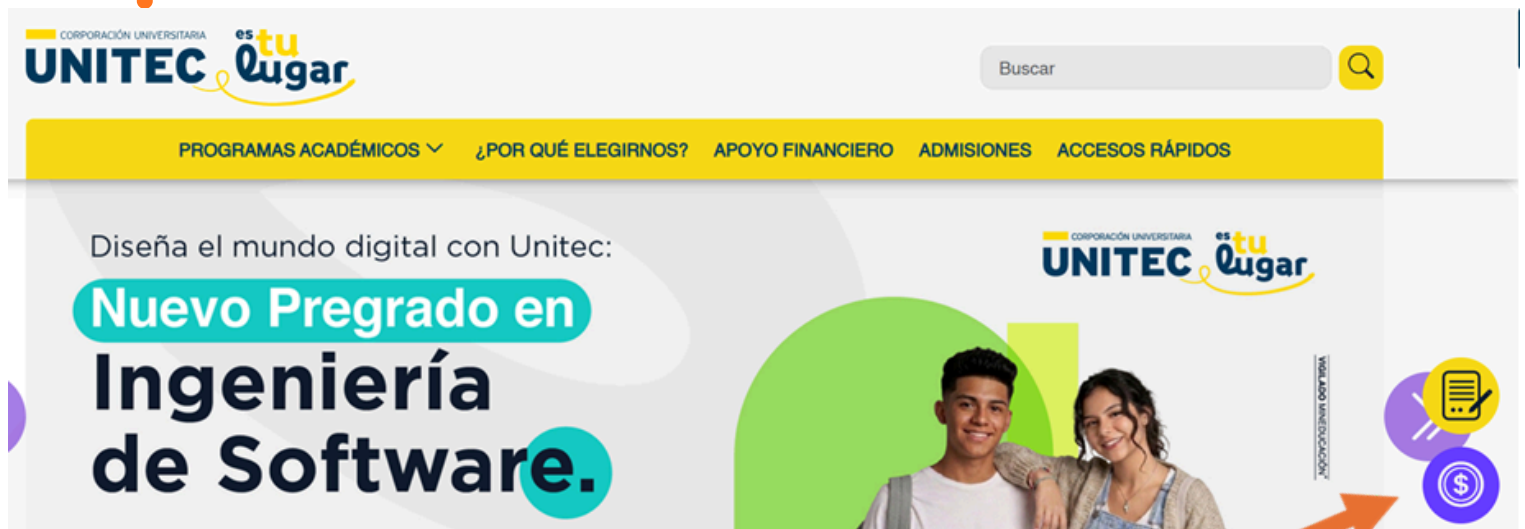 CORPORACIÓN UNIVERSITARIA
UNITEC
es tu
lugar
Buscar
PROGRAMAS ACADÉMICOS ¿POR QUÉ ELEGIRNOS? APOYO FINANCIERO ADMISIONES ACCESOS RÁPIDOS
Diseña el mundo digital con Unitec:
Nuevo Pregrado en
Ingeniería
de Software.
CORPORACIÓN UNIVERSITARIA
UNITEC
es tu
lugar
VIGILADO MINEDUCACIÓN
$